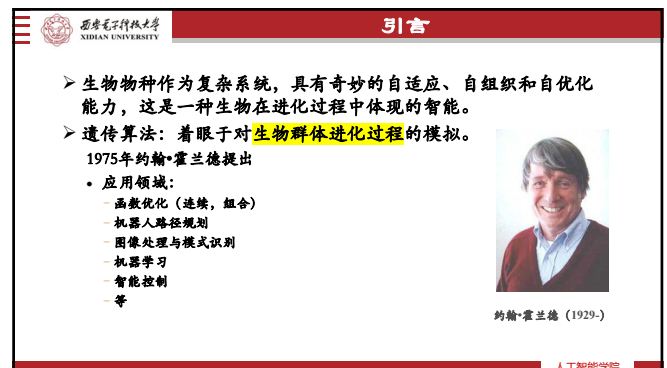 西安电子科技大学
XIDIAN UNIVERSITY
引言
➢ 生物物种作为复杂系统，具有奇妙的自适应、自组织和自优化
能力，这是一种生物在进化过程中体现的智能。
➢ 遗传算法：着眼于对生物群体进化过程的模拟。
1975年约翰•霍兰德提出
• 应用领域：
– 函数优化（连续，组合）
– 机器人路径规划
– 图像处理与模式识别
– 机器学习
– 智能控制
– 等
约翰•霍兰德（1929-）
人工智能学院